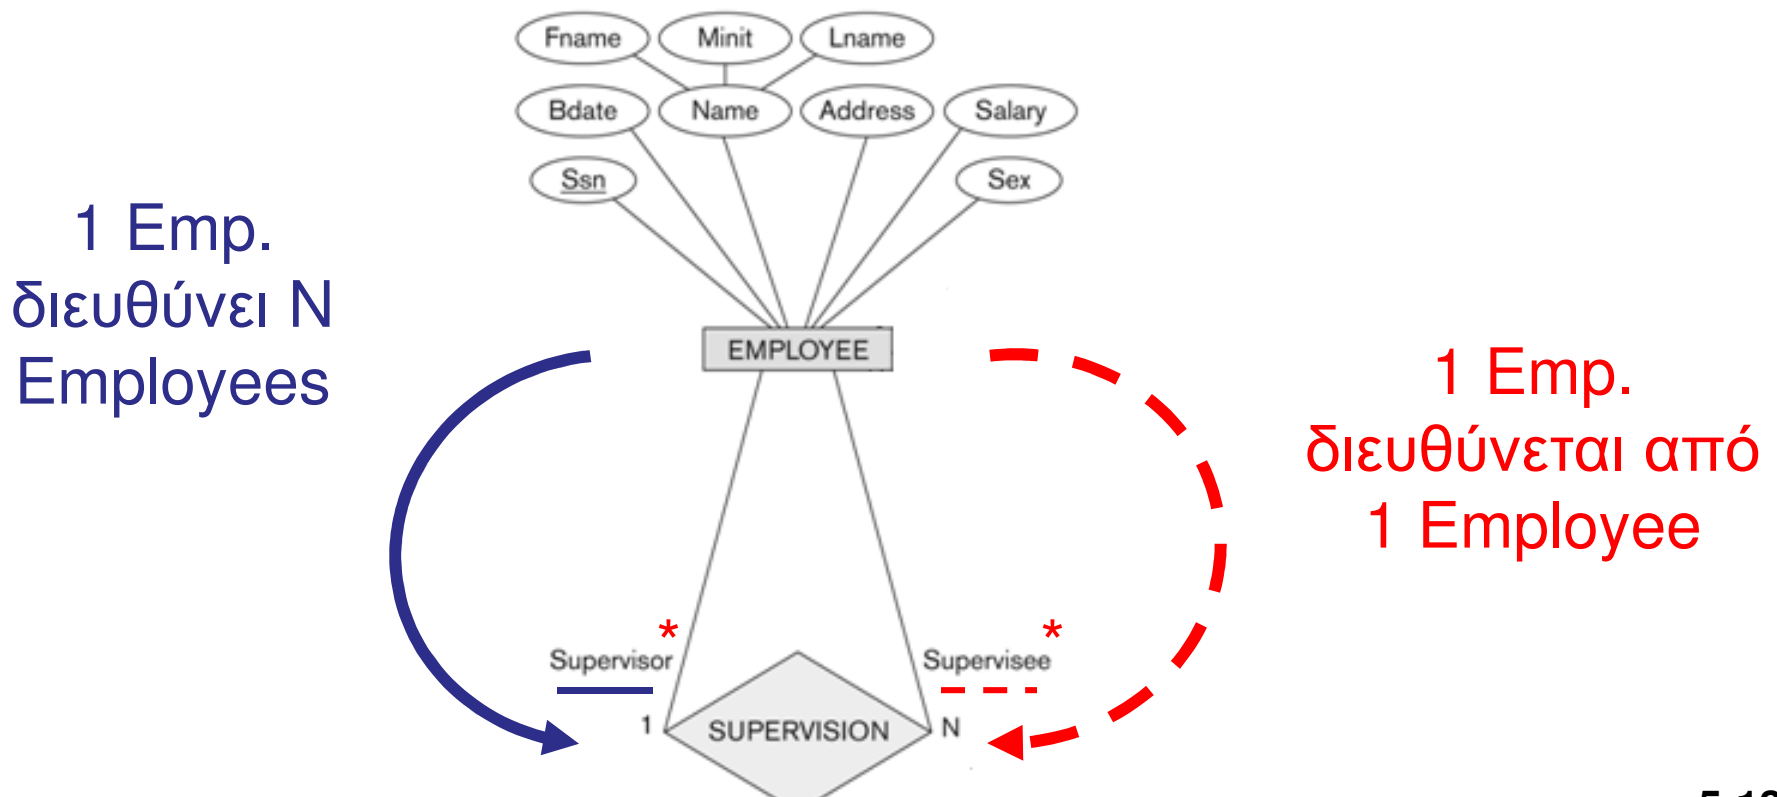 Fname Minit Lname
Bdate Name Address Salary
Ssn Sex
1 Emp.
διευθύνει N
Employees
EMPLOYEE
1 Emp.
διευθύνεται από
1 Employee
* *
Supervisor Supervisee
1 SUPERVISION N